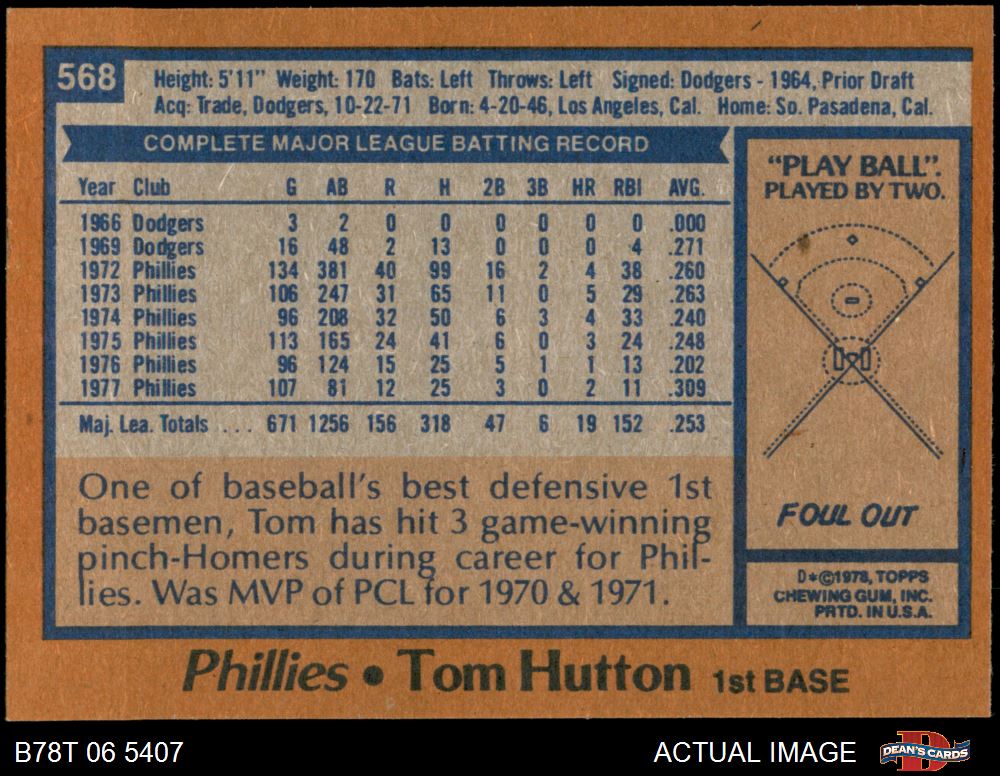 568
Height: 5'11" Weight: 170 Bats: Left Throws: Left Signed: Dodgers - 1964, Prior Draft
Acq: Trade, Dodgers, 10-22-71 Born: 4-20-46, Los Angeles, Cal. Home: So. Pasadena, Cal.
COMPLETE MAJOR LEAGUE BATTING RECORD
Year Club G AB R H 2B 3B HR RBI AVG.
1966 Dodgers 3 2 0 0 0 0 0 0 .000
1969 Dodgers 16 48 2 13 0 0 0 4 .271
1972 Phillies 134 381 40 99 16 2 4 38 .260
1973 Phillies 106 247 31 65 11 0 5 29 .263
1974 Phillies 96 208 32 50 6 3 4 33 .240
1975 Phillies 113 165 24 41 6 0 3 24 .248
1976 Phillies 96 124 15 25 5 1 1 13 .202
1977 Phillies 107 81 12 25 3 0 2 11 .309
Maj. Lea. Totals ... 671 1256 156 318 47 6 19 152 .253
One of baseball's best defensive 1st
basemen, Tom has hit 3 game-winning
pinch-Homers during career for Phil-
lies. Was MVP of PCL for 1970 & 1971.
"PLAY BALL".
PLAYED BY TWO.
FOUL OUT
D*©1978, TOPPS
CHEWING GUM, INC.
PRTD. IN U.S.A.
Phillies • Tom Hutton 1st BASE
B78T 06 5407
ACTUAL IMAGE
DEAN'S CARDS